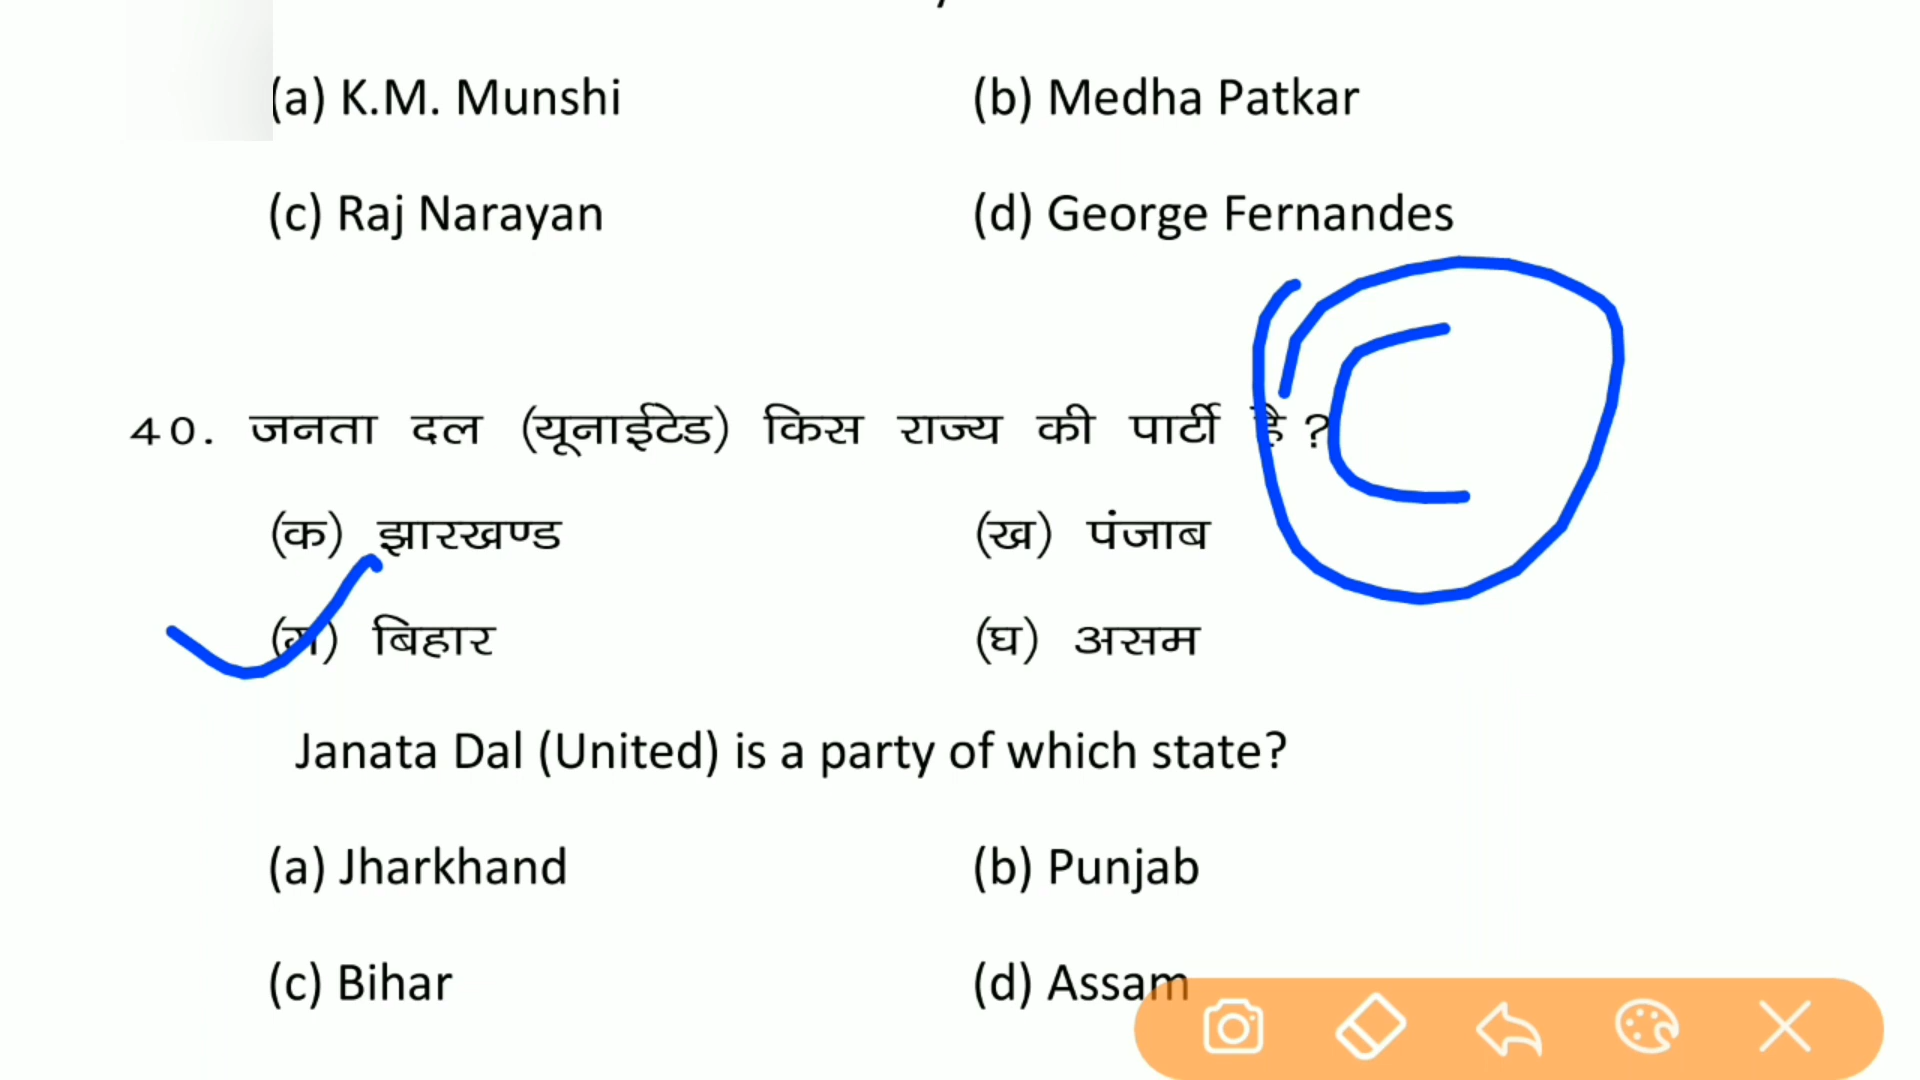 (a) K.M. Munshi (b) Medha Patkar
(c) Raj Narayan (d) George Fernandes
C
40. जनता दल (यूनाईटेड) किस राज्य की पार्टी है ?
(क) झारखण्ड (ख) पंजाब
(ग) बिहार (घ) असम
Janata Dal (United) is a party of which state?
(a) Jharkhand (b) Punjab
(c) Bihar (d) Assam